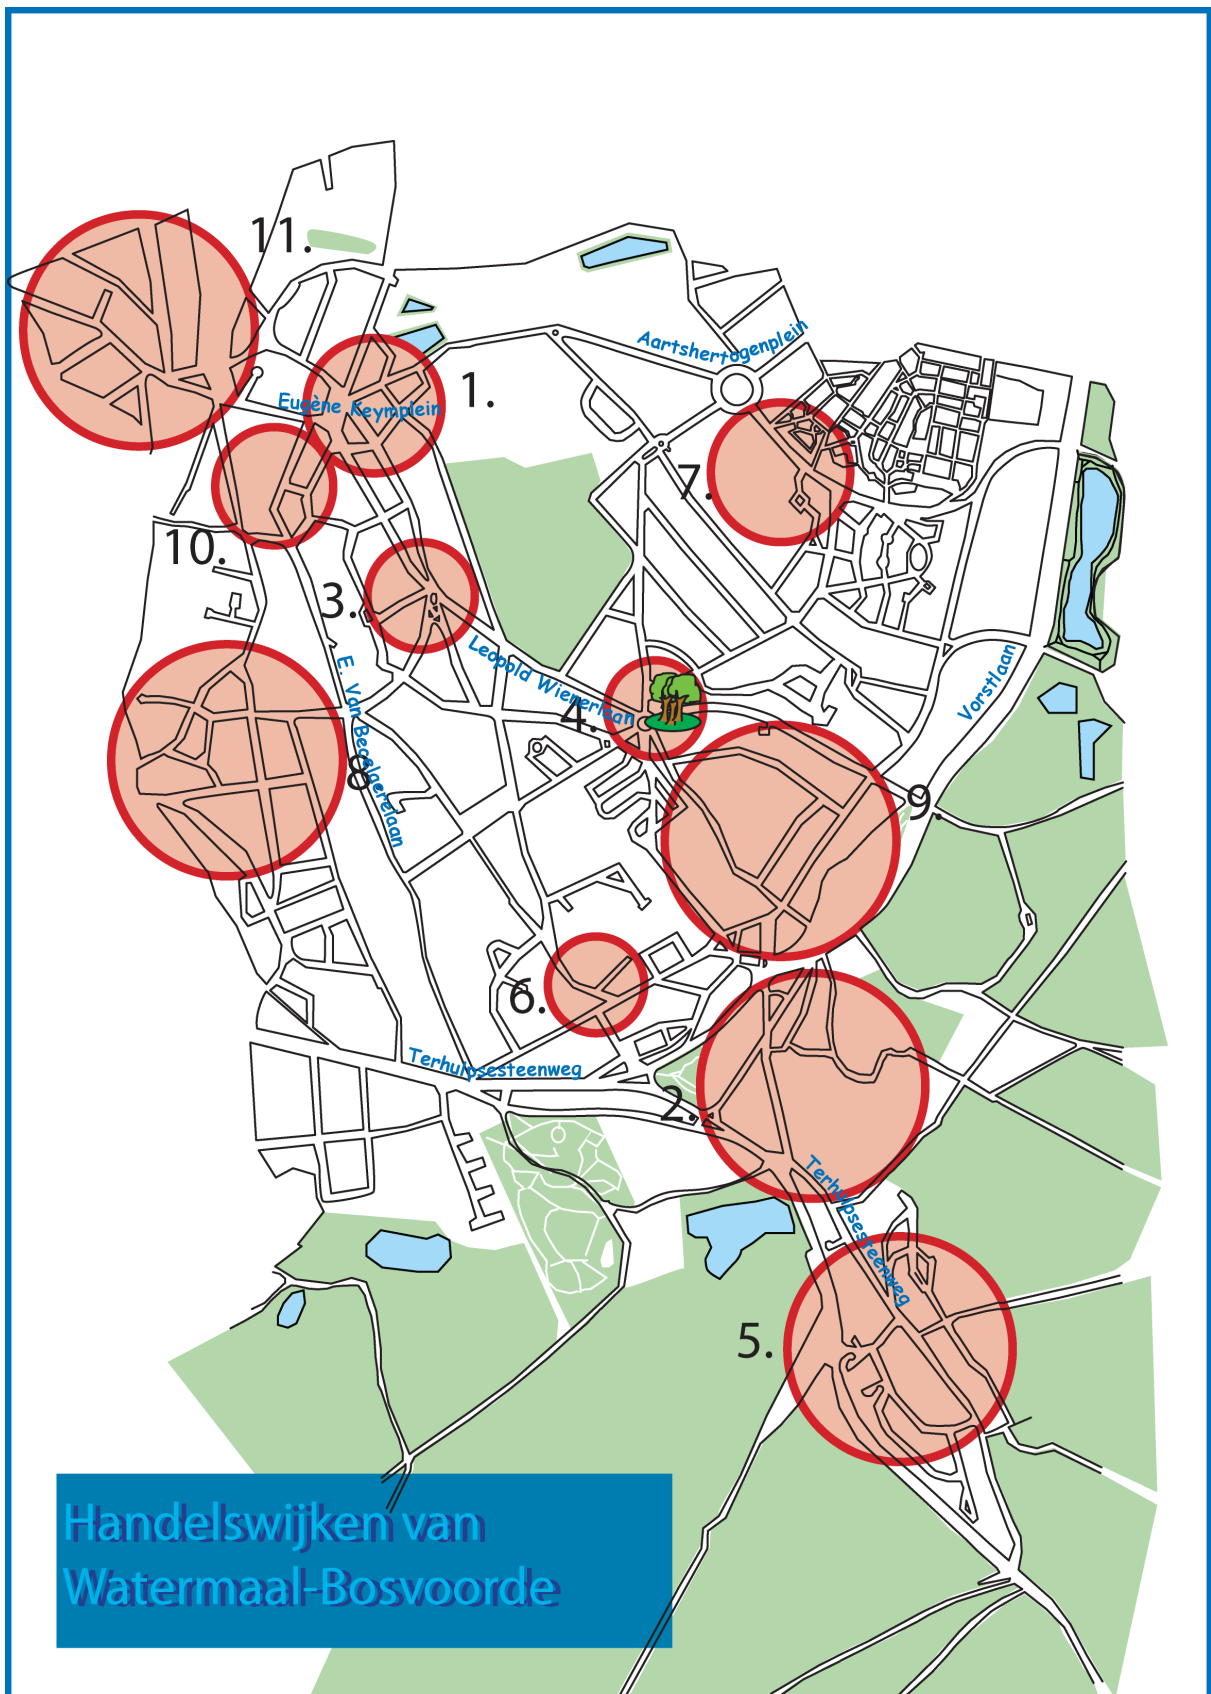 11.
Aartshertogenplein
1.
Eugène Keymplein
7.
10.
3.
Leopold Wienerlaan
Vorstlaan
4.
E. Van Becelaerelaan
8
9.
6.
Terhulpsesteenweg
2.
Terhulpsesteenweg
5.
Handelswijken van
Watermaal-Bosvoorde